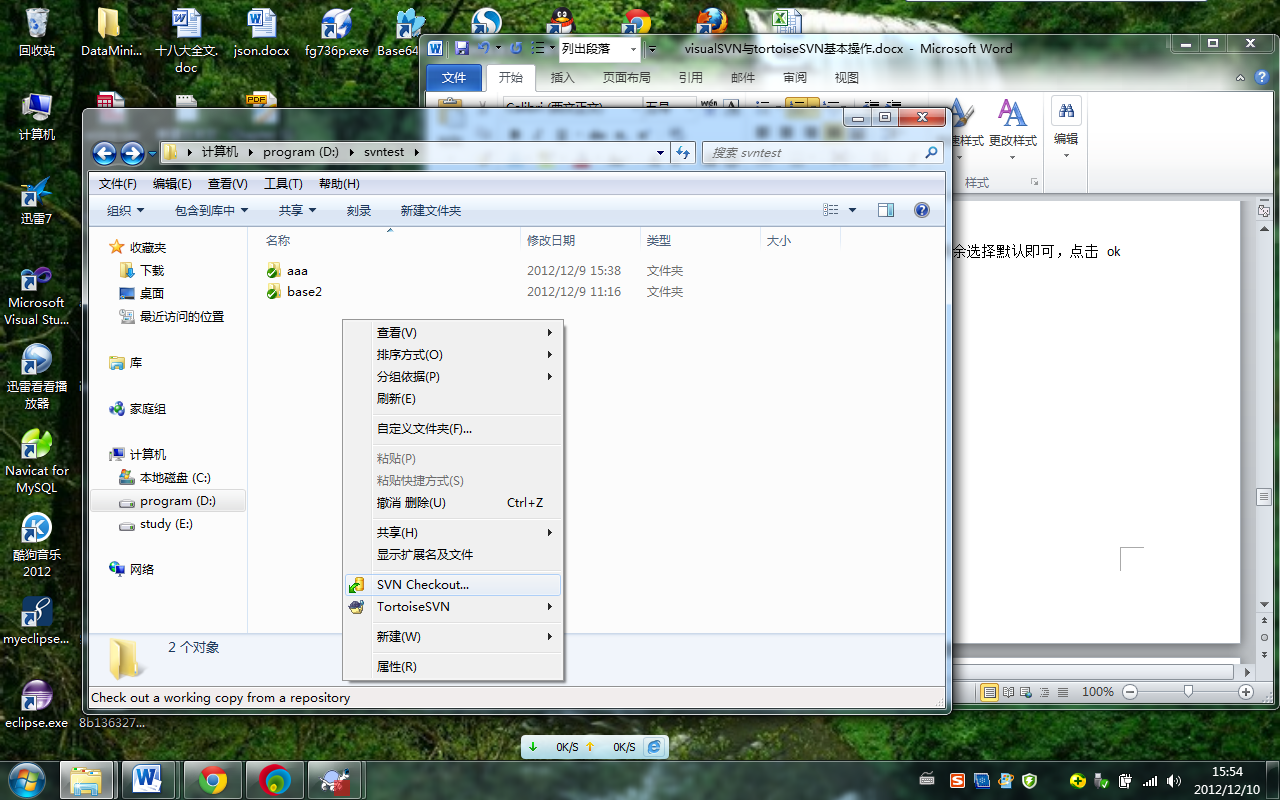 回收站
DataMini...
十八大全文.
doc
json.docx
fg736p.exe
Base64
计算机
迅雷7
Microsoft
Visual Stu...
迅雷看看播
放器
Navicat for
MySQL
酷狗音乐
2012
myeclipse...
eclipse.exe
8b136327...
列出段落
visualSVN与tortoiseSVN基本操作.docx - Microsoft Word
文件
开始
插入
页面布局
引用
邮件
审阅
视图
更改样式
编辑
样式
余选择默认即可，点击 ok
100%
计算机
program (D:)
svntest
搜索 svntest
文件(F)
编辑(E)
查看(V)
工具(T)
帮助(H)
组织
包含到库中
共享
刻录
新建文件夹
收藏夹
下载
桌面
最近访问的位置
库
家庭组
计算机
本地磁盘 (C:)
program (D:)
study (E:)
网络
名称
修改日期
类型
大小
aaa
2012/12/9 15:38
文件夹
base2
2012/12/9 11:16
文件夹
查看(V)
排序方式(O)
分组依据(P)
刷新(E)
自定义文件夹(F)...
粘贴(P)
粘贴快捷方式(S)
撤消 删除(U) Ctrl+Z
共享(H)
显示扩展名及文件
SVN Checkout...
TortoiseSVN
新建(W)
属性(R)
2 个对象
Check out a working copy from a repository
0K/S
0K/S
15:54
2012/12/10